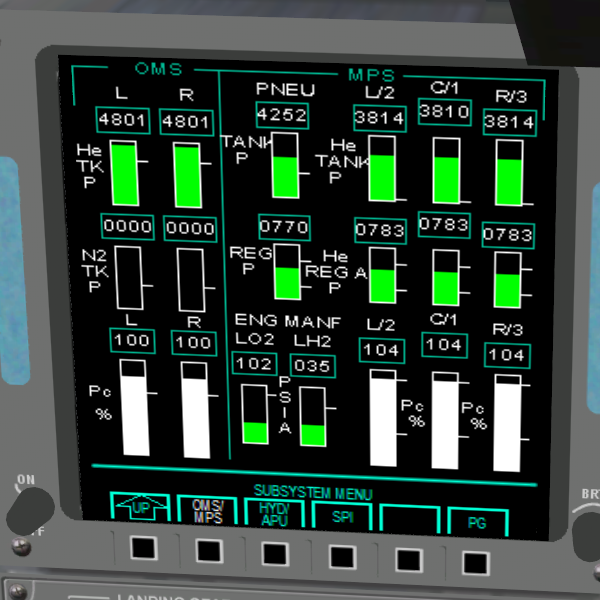 OMS
MPS
L R
PNEU
L/2 C/1 R/3
4801 4801
4252
3814 3810 3814
He
TK
P
TANK
P
He
TANK
P
0000 0000
0770
0783 0783 0783
N2
TK
P
REG
P
He
REG A
P
L R
ENG MANF
LO2 LH2
L/2 C/1 R/3
100 100
102 035
104 104 104
Pc
%
PSIA
Pc
%
Pc
%
SUBSYSTEM MENU
UP
OMS/
MPS
HYD/
APU
SPI
PG
ON
BR